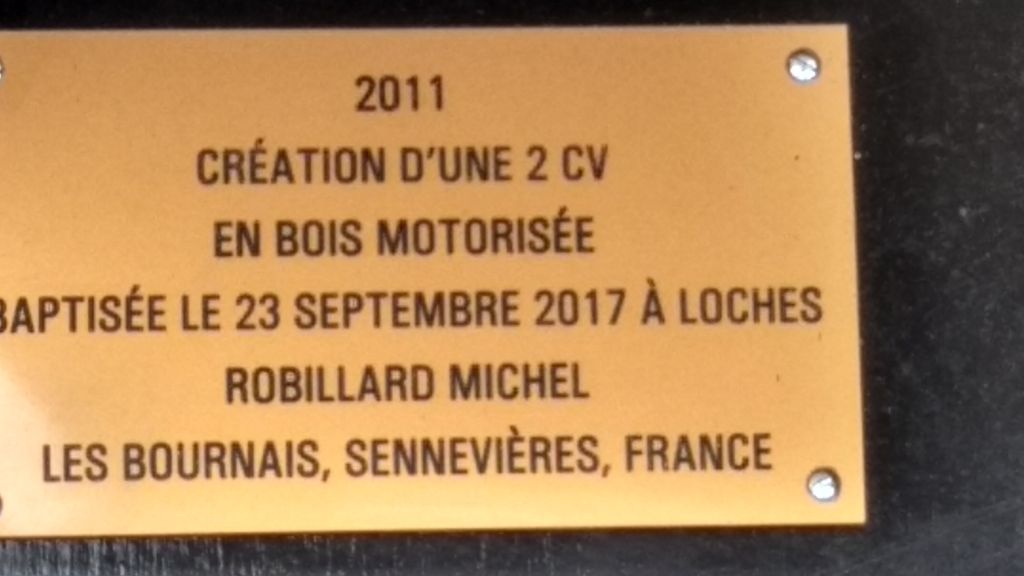 2011
CRÉATION D'UNE 2 CV
EN BOIS MOTORISÉE
BAPTISÉE LE 23 SEPTEMBRE 2017 À LOCHES
ROBILLARD MICHEL
LES BOURNAIS, SENNEVIÈRES, FRANCE